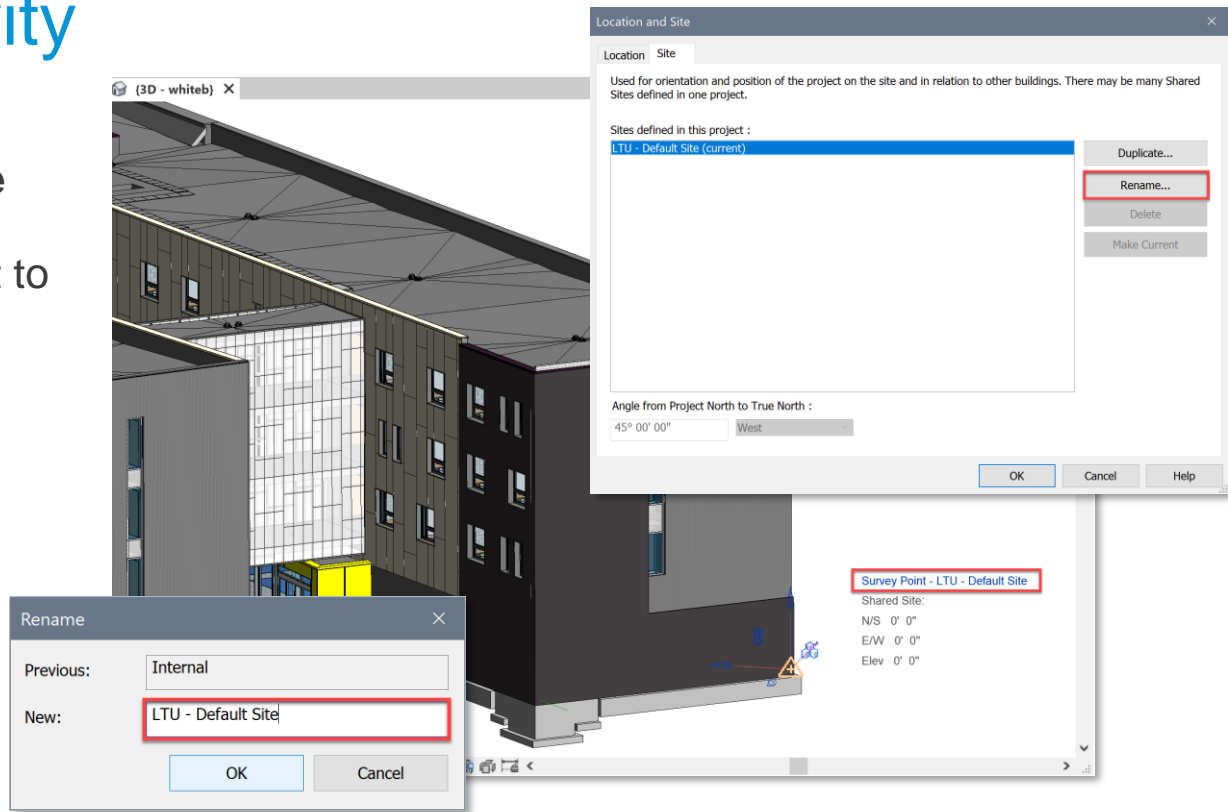 {3D - whiteb}
to
Location and Site
Location Site
Used for orientation and position of the project on the site and in relation to other buildings. There may be many Shared
Sites defined in one project.
Sites defined in this project :
LTU - Default Site (current)
Duplicate...
Rename...
Delete
Make Current
Angle from Project North to True North :
45° 00' 00" West
OK Cancel Help
Survey Point - LTU - Default Site
Shared Site:
N/S 0' 0"
E/W 0' 0"
Elev 0' 0"
Rename
Previous: Internal
New: LTU - Default Site
OK Cancel